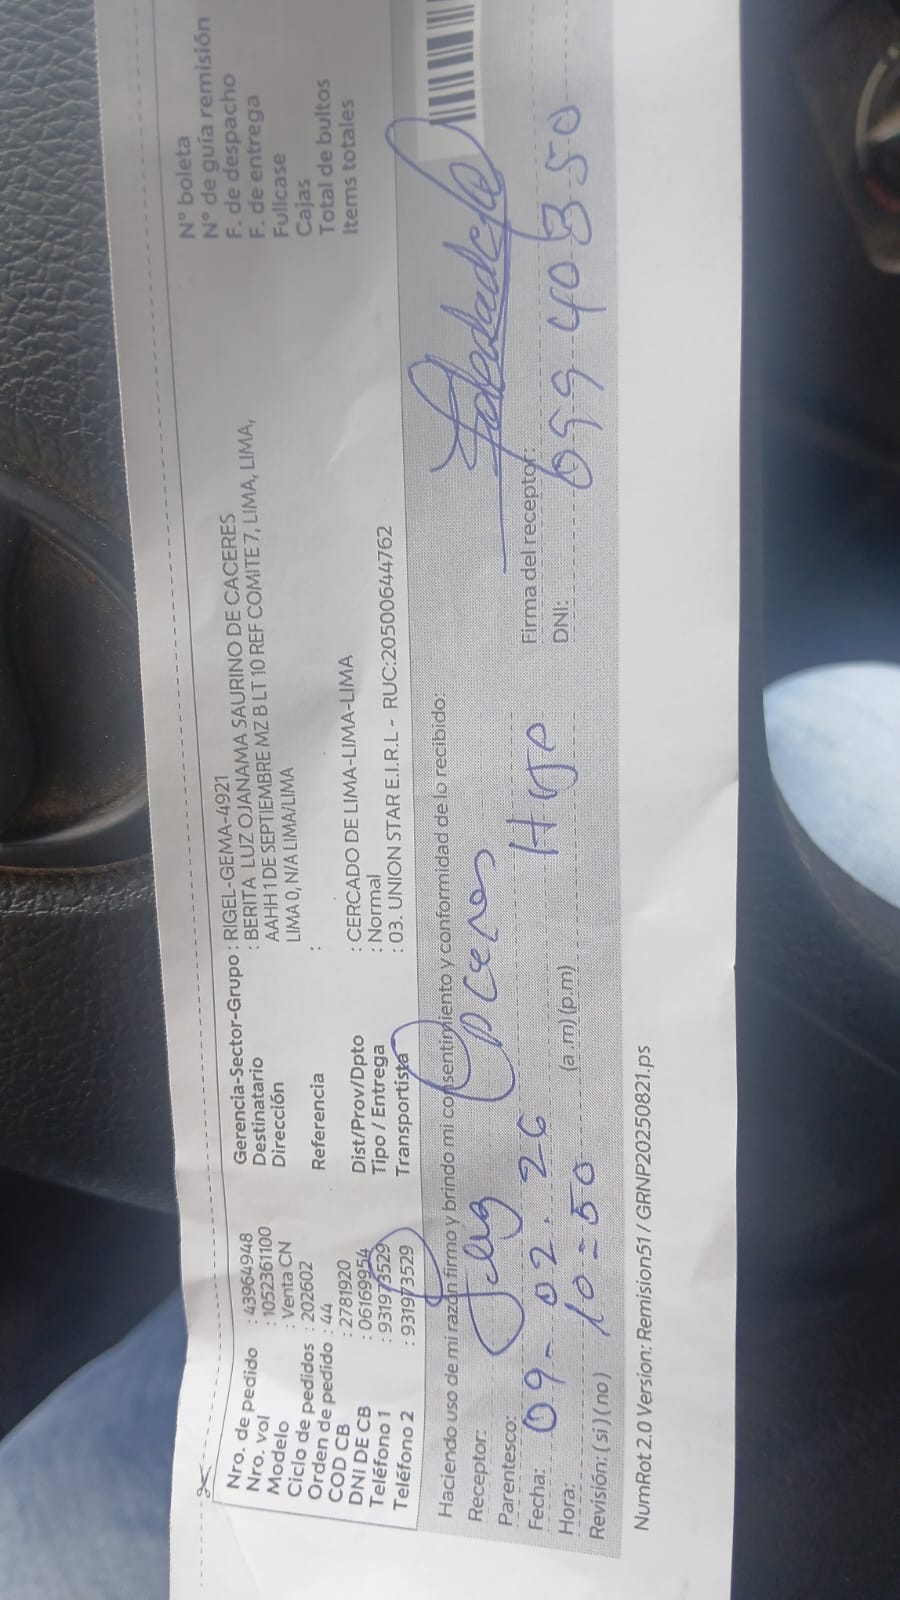 Nro. de pedido : 43964948
Nro. vol : 1052361100
Modelo : Venta CN
Ciclo de pedidos : 202602
Orden de pedido : 44
COD CB : 2781920
DNI DE CB : 06169954
Teléfono 1 : 931973529
Teléfono 2 : 931973529
Gerencia-Sector-Grupo : RIGEL-GEMA-4921
Destinatario : BERITA LUZ OJANAMA SAURINO DE CACERES
Dirección AAHH 1 DE SEPTIEMBRE MZ B LT 10 REF COMITE 7, LIMA, LIMA,
LIMA 0, N/A LIMA/LIMA
Referencia :
Dist/Prov/Dpto : CERCADO DE LIMA-LIMA-LIMA
Tipo / Entrega : Normal
Transportista : 03. UNION STAR E.I.R.L - RUC:20500644762
N° boleta
N° de guía remisión
F. de despacho
F. de entrega
Fullcase
Cajas
Total de bultos
Items totales
Haciendo uso de mi razón firmo y brindo mi consentimiento y conformidad de lo recibido:
Receptor:
Parentesco:
Fecha: 09-02.26
Hora: 10=50 (a .m) (p.m)
Revisión: (si) (no)
Firma del receptor:
DNI:
NumRot 2.0 Version: Remision51 / GRNP20250821.ps